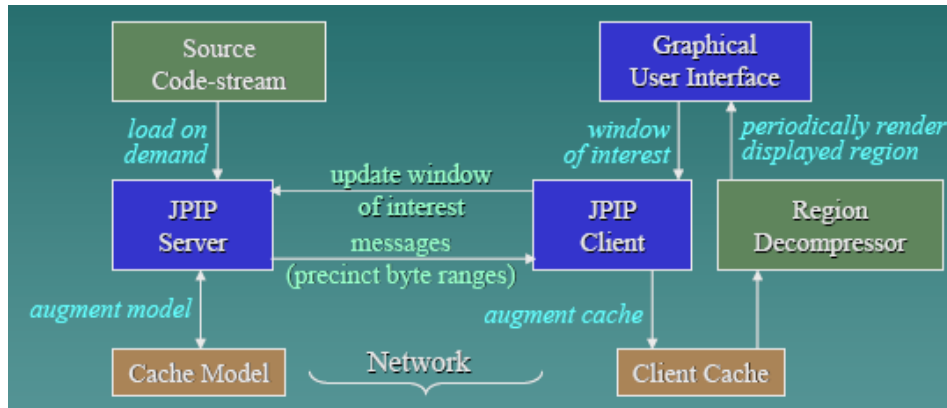 Source
Code-stream
Graphical
User Interface
load on
demand
window
of interest
periodically render
displayed region
update window
of interest
JPIP
Server
JPIP
Client
Region
Decompressor
messages
(precinct byte ranges)
augment model
augment cache
Cache Model
Network
Client Cache